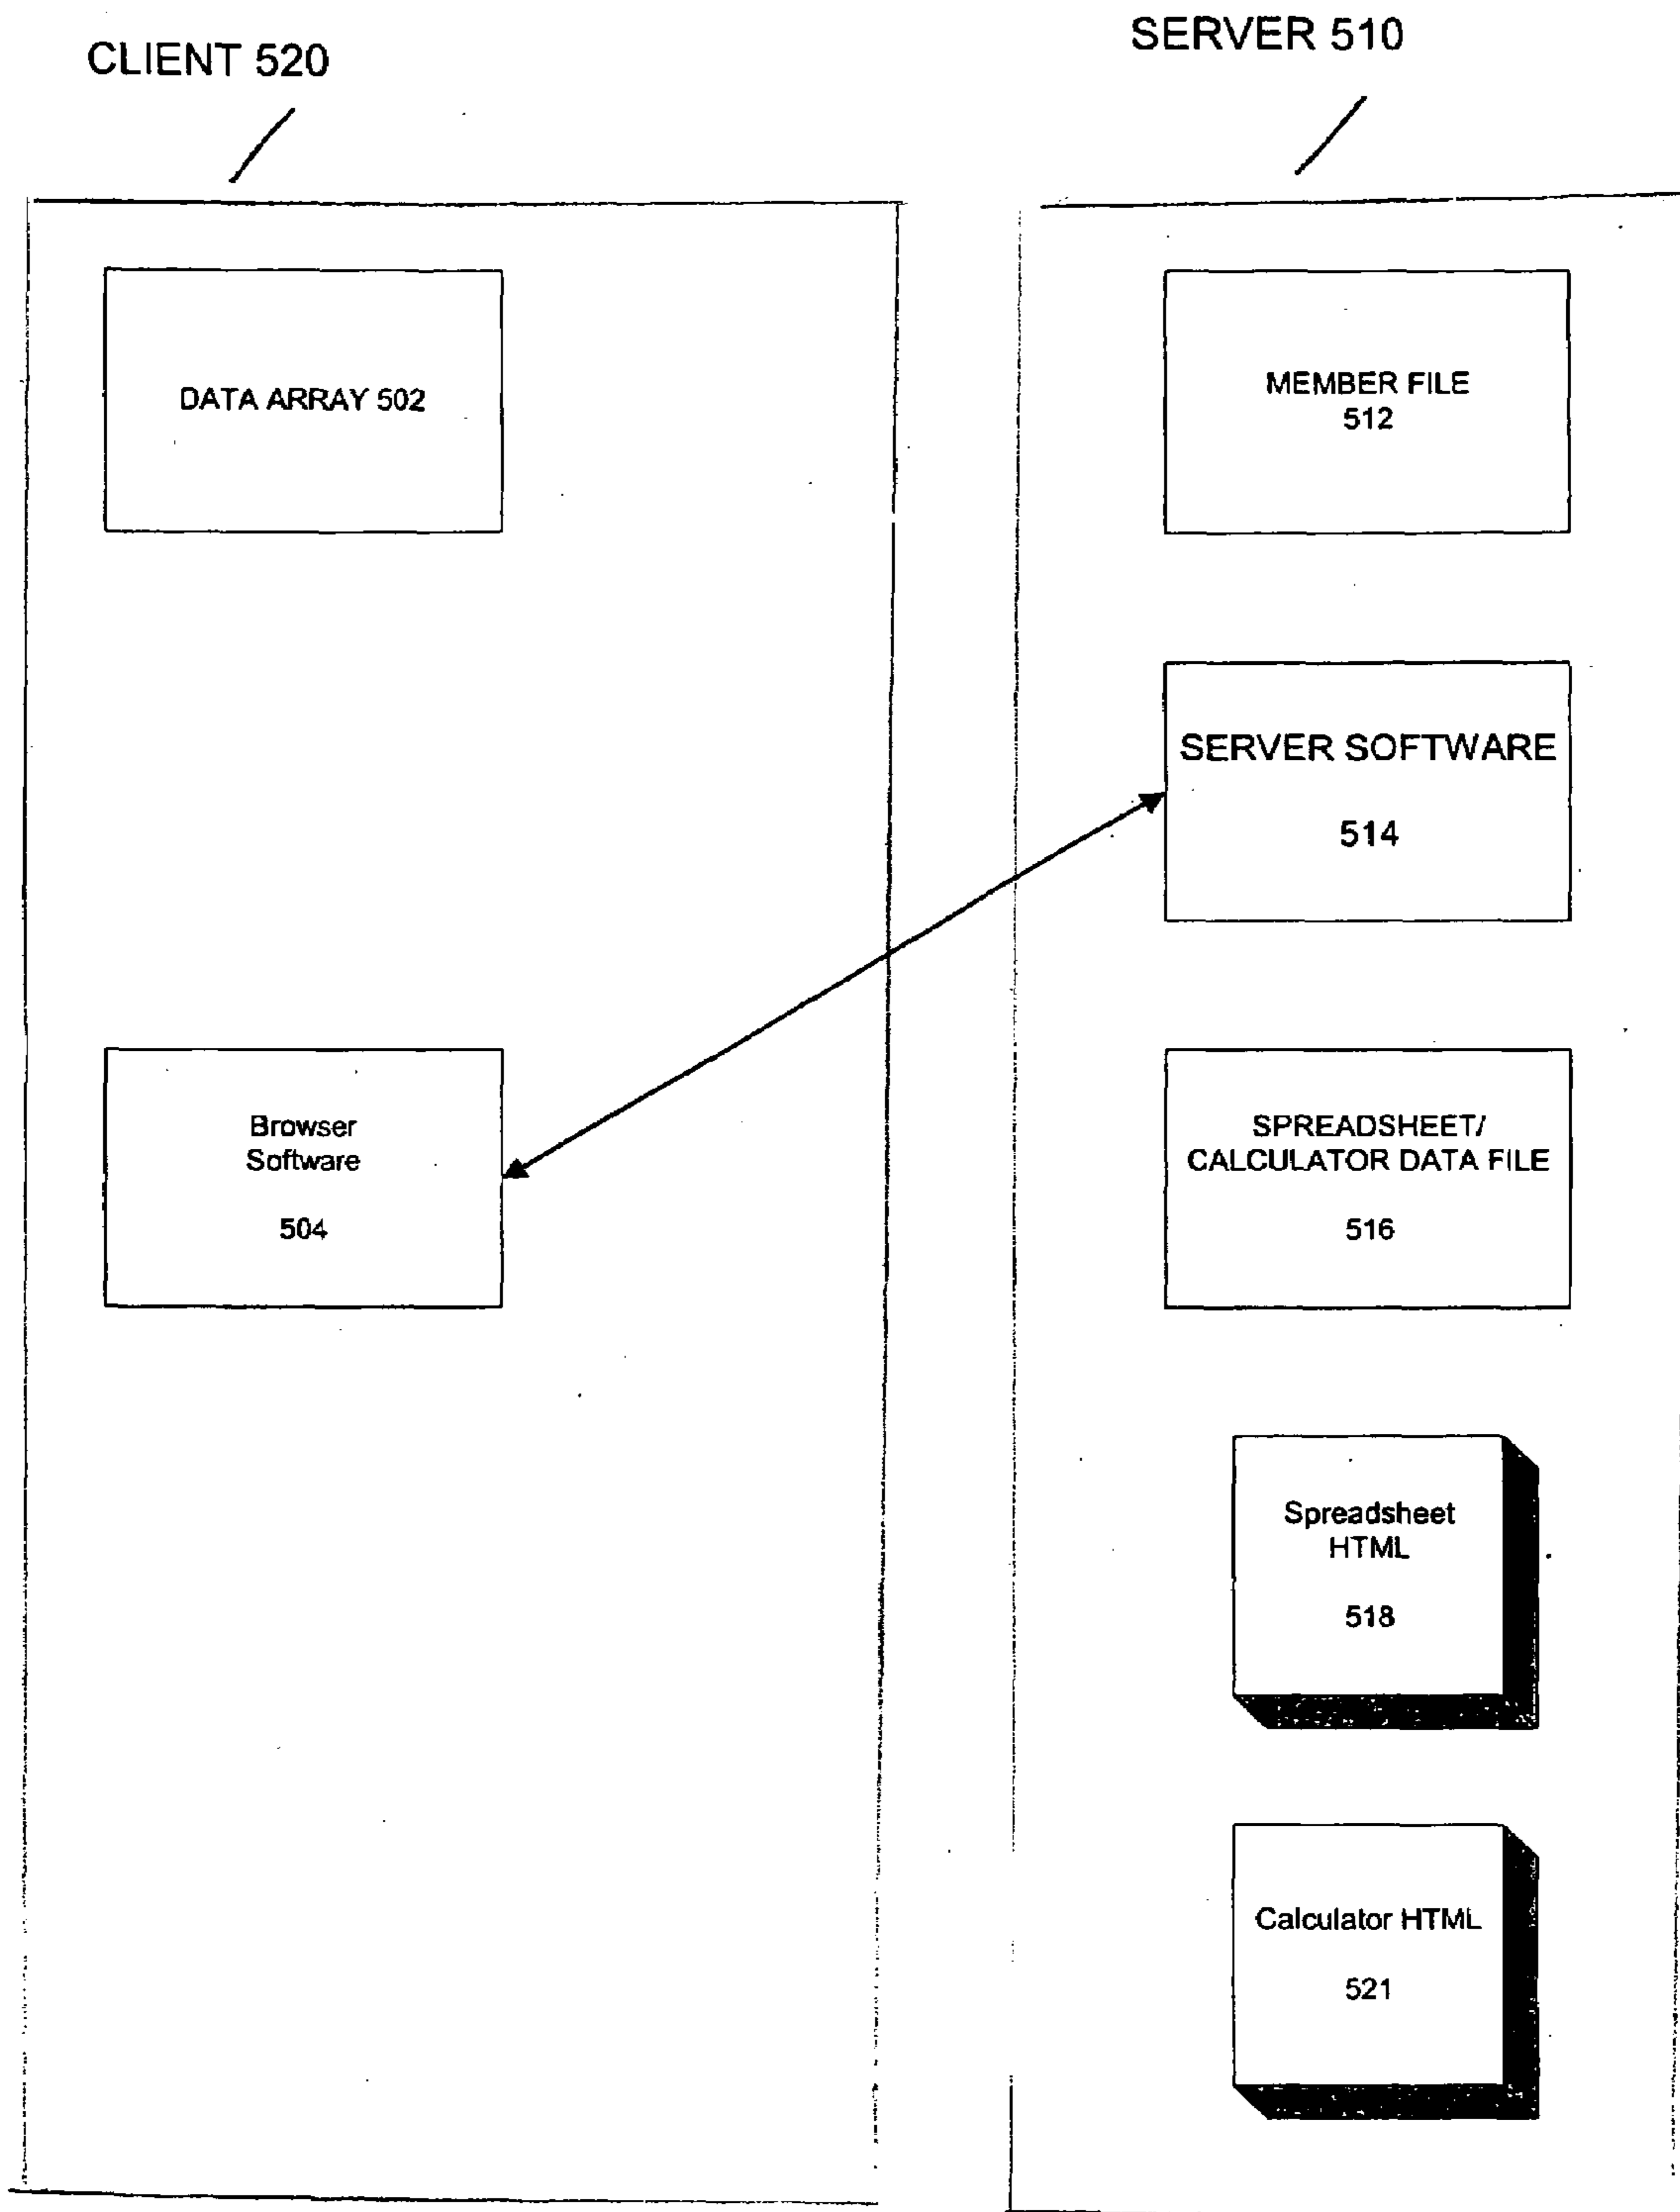 CLIENT 520
SERVER 510
DATA ARRAY 502
MEMBER FILE
512
SERVER SOFTWARE
514
Browser
Software
504
SPREADSHEET/
CALCULATOR DATA FILE
516
Spreadsheet
HTML
518
Calculator HTML
521